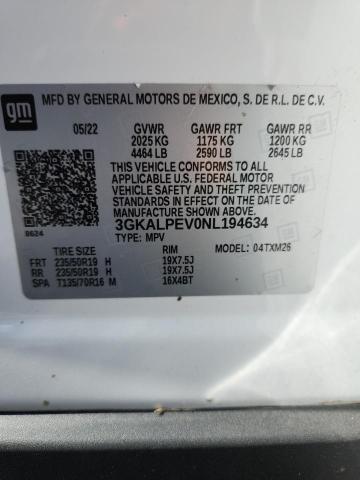 gm
MFD BY GENERAL MOTORS DE MEXICO, S. DE R.L. DE C.V.
05/22 GVWR GAWR FRT GAWR RR
2025 KG 1175 KG 1200 KG
4464 LB 2590 LB 2645 LB
THIS VEHICLE CONFORMS TO ALL
APPLICABLE U.S. FEDERAL MOTOR
VEHICLE SAFETY AND THEFT PREVENTION
STANDARDS IN EFFECT ON THE DATE OF
MANUFACTURE SHOWN ABOVE.
3GKALPEV0NL194634
8624 TYPE: MPV MODEL: 04TXM26
TIRE SIZE RIM
FRT 235/50R19 H 19X7.5J
RR 235/50R19 H 19X7.5J
SPA T135/70R16 M 16X4BT